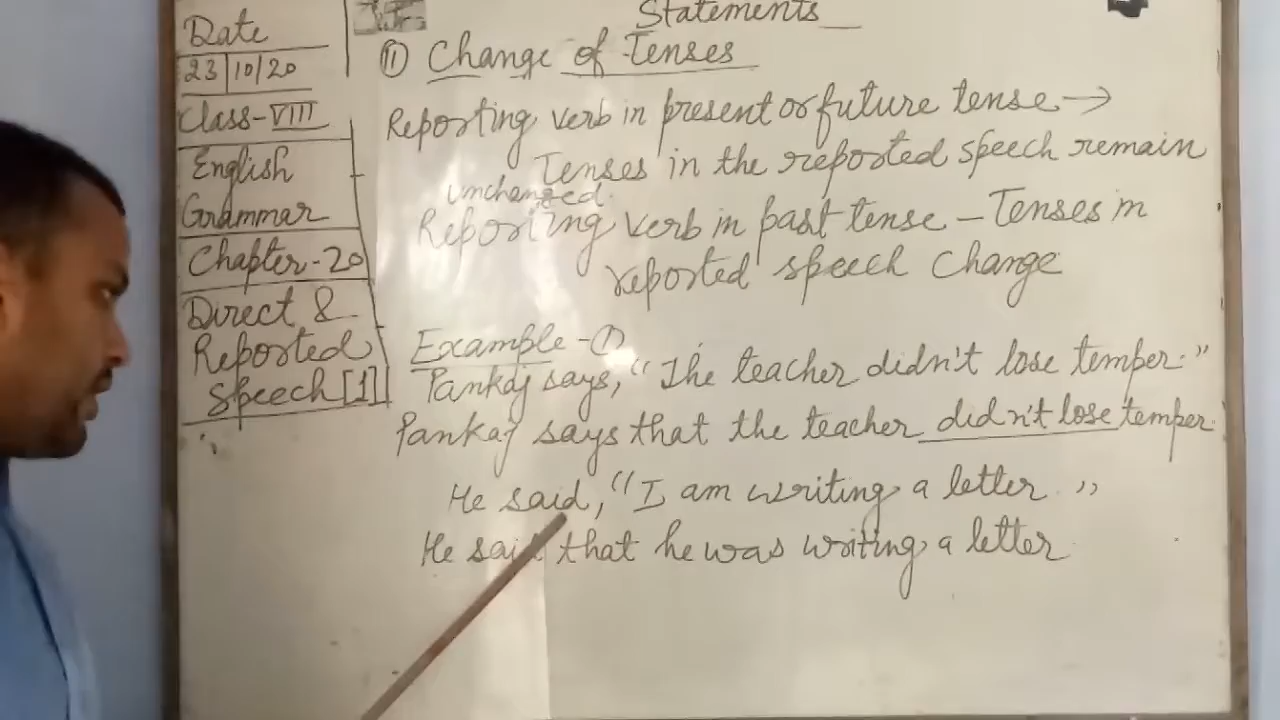 Date
23/10/20
Class-VIII
English
Grammar
Chapter-20
Direct &
Reported
Speech [1]
Statements
(11) Change of Tenses
Reporting verb in present or future tense →
Tenses in the reported speech remain
unchanged.
Reporting verb in past tense - Tenses in
reported speech change
Example - (1)
Pankaj says, "The teacher didn't lose temper."
Pankaj says that the teacher didn't lose temper.
He said, "I am writing a letter "
He said that he was writing a letter